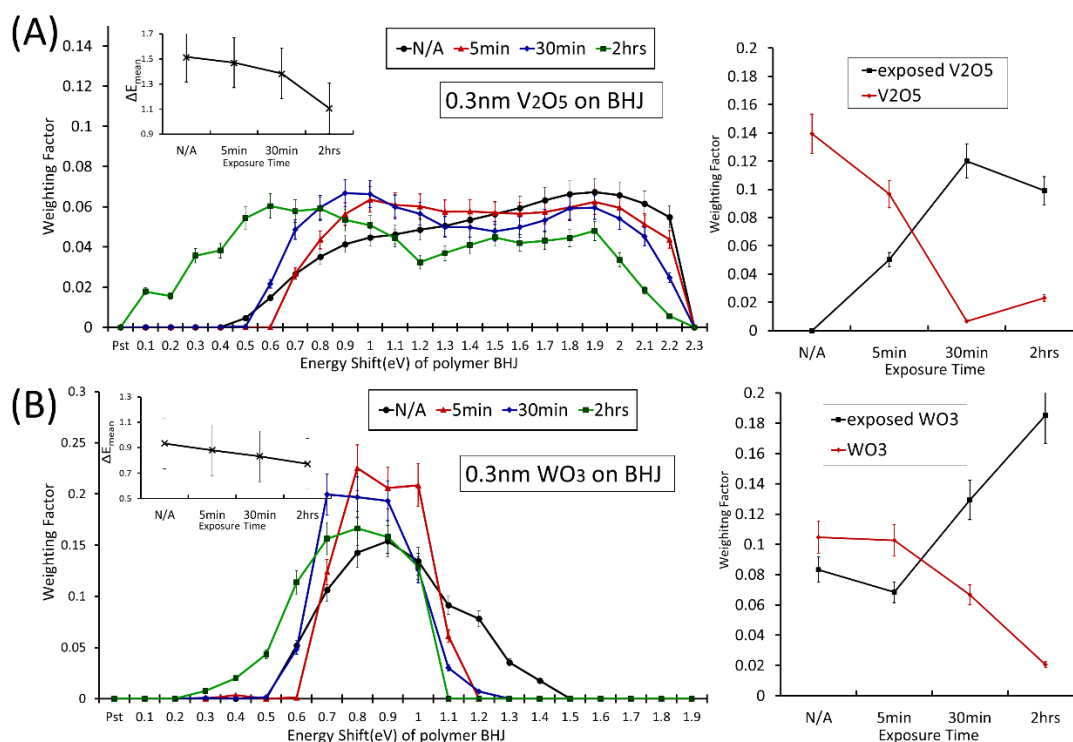 (A)
0.14
0.12
0.1
0.08
0.06
0.04
0.02
0
Weighting Factor
1.7
1.5
1.3
1.1
0.9
ΔEmean
N/A 5min 30min 2hrs
Exposure Time
N/A 5min 30min 2hrs
0.3nm V2O5 on BHJ
Pst 0.1 0.2 0.3 0.4 0.5 0.6 0.7 0.8 0.9 1 1.1 1.2 1.3 1.4 1.5 1.6 1.7 1.8 1.9 2 2.1 2.2 2.3
Energy Shift(eV) of polymer BHJ
0.2
0.18
0.16
0.14
0.12
0.1
0.08
0.06
0.04
0.02
0
Weighting Factor
exposed V2O5
V2O5
N/A 5min 30min 2hrs
Exposure Time
(B)
0.3
0.25
0.2
0.15
0.1
0.05
0
Weighting Factor
1.3
1.1
0.9
0.7
0.5
ΔEmean
N/A 5min 30min 2hrs
Exposure Time
N/A 5min 30min 2hrs
0.3nm WO3 on BHJ
Pst 0.1 0.2 0.3 0.4 0.5 0.6 0.7 0.8 0.9 1 1.1 1.2 1.3 1.4 1.5 1.6 1.7 1.8 1.9
Energy Shift(eV) of polymer BHJ
0.2
0.18
0.16
0.14
0.12
0.1
0.08
0.06
0.04
0.02
0
Weighting Factor
exposed WO3
WO3
N/A 5min 30min 2hrs
Exposure Time